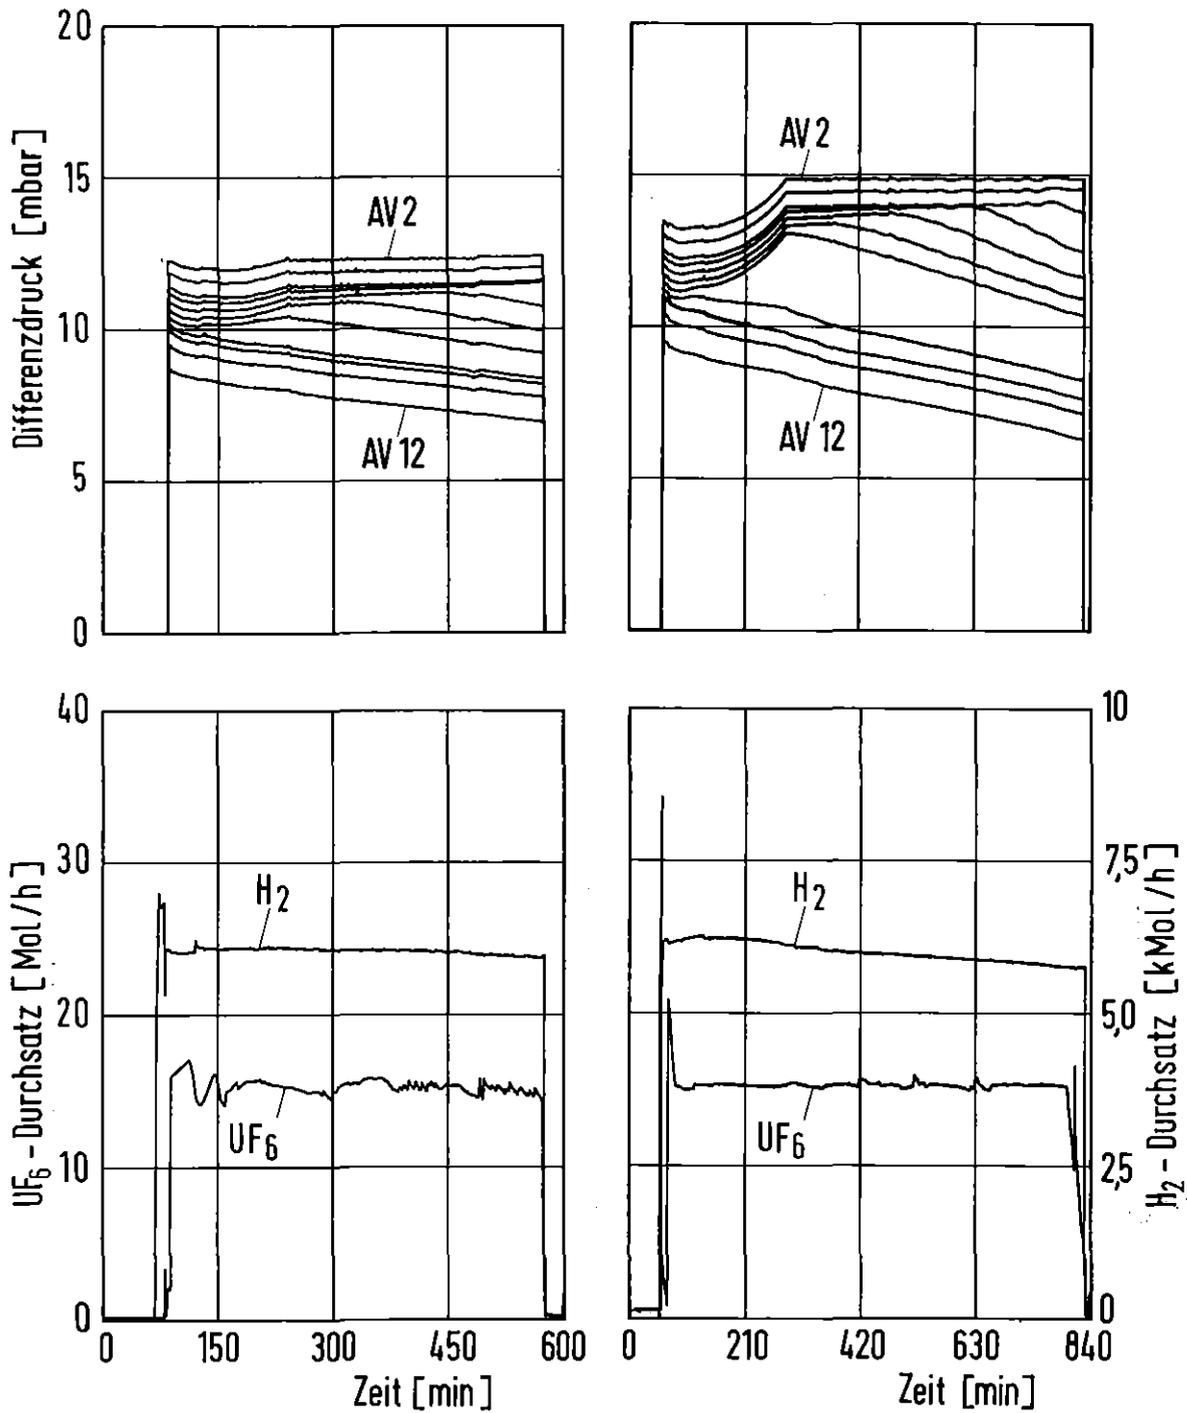 20
15
10
5
0
Differenzdruck [mbar]
AV2
AV 12
AV 2
AV 12
40
30
20
10
0
UF6 - Durchsatz [Mol/h]
H2
UF6
0 150 300 450 600
Zeit [min]
H2
UF6
10
7,5
5,0
2,5
0
H2 - Durchsatz [kMol/h]
0 210 420 630 840
Zeit [min]